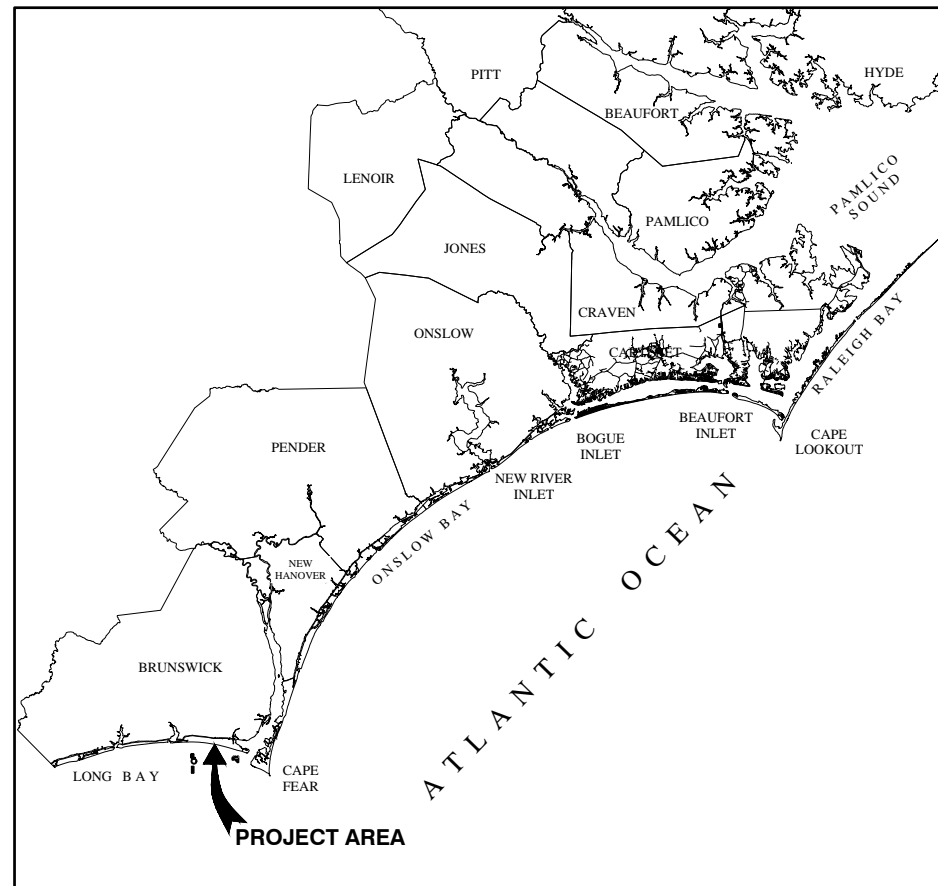 PITT
HYDE
BEAUFORT
LENOIR
PAMLICO
SOUND
PAMLICO
JONES
CRAVEN
ONSLOW
CARTERET
RALEIGH BAY
BEAUFORT
INLET
BOGUE
INLET
CAPE
LOOKOUT
PENDER
NEW RIVER
INLET
ONSLOW BAY
NEW
HANOVER
ATLANTIC OCEAN
BRUNSWICK
LONG BAY
CAPE
FEAR
PROJECT AREA